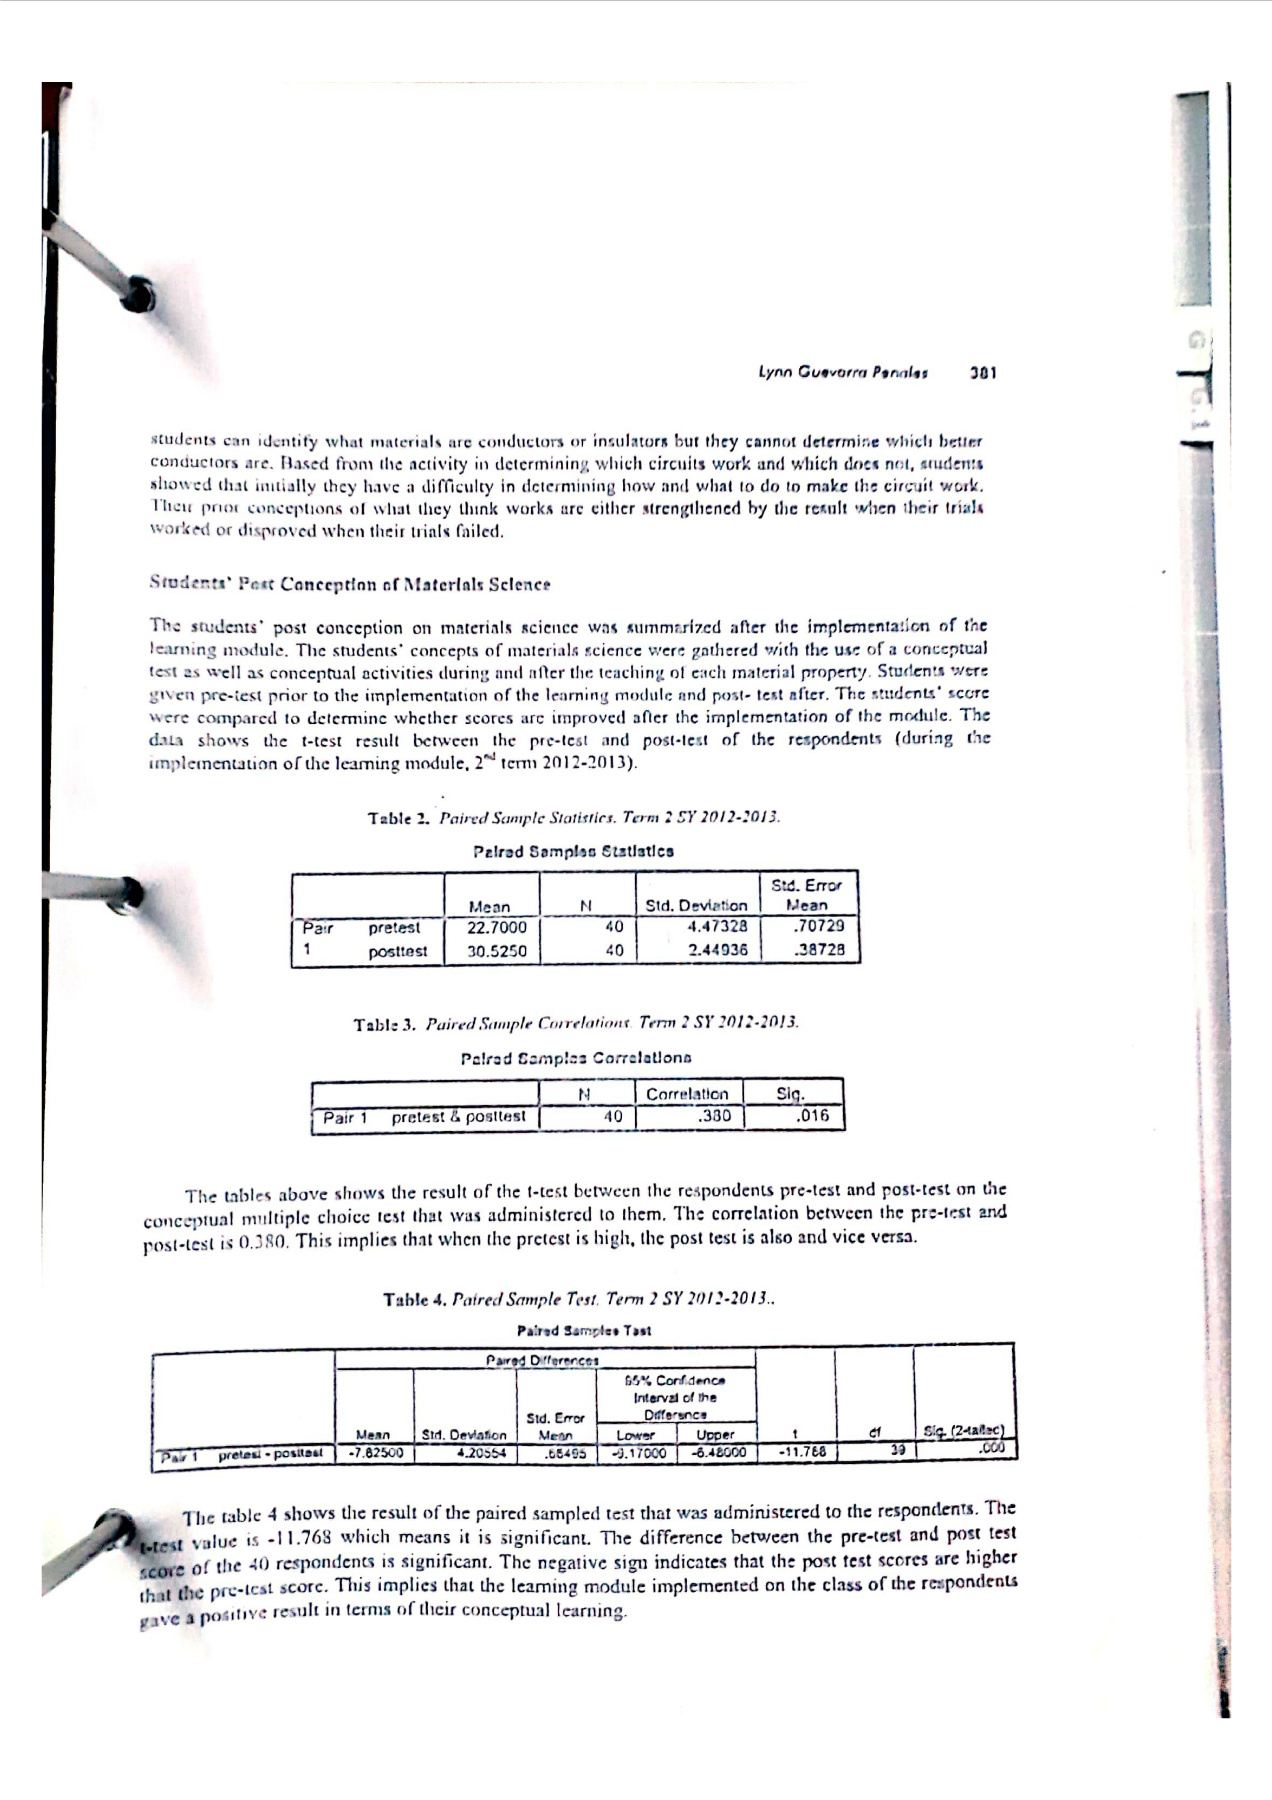 Lynn Guevarra Penales 381
students can identify what materials are conductors or insulators but they cannot determine which better
conductors are. Based from the activity in determining which circuits work and which does not, students
showed that initially they have a difficulty in determining how and what to do to make the circuit work.
Their prior conceptions of what they think works are either strengthened by the result when their trials
worked or disproved when their trials failed.
Students' Post Conception of Materials Science
The students' post conception on materials science was summarized after the implementation of the
learning module. The students' concepts of materials science were gathered with the use of a conceptual
test as well as conceptual activities during and after the teaching of each material property. Students were
given pre-test prior to the implementation of the learning module and post- test after. The students' score
were compared to determine whether scores are improved after the implementation of the module. The
data shows the t-test result between the pre-test and post-test of the respondents (during the
implementation of the learning module, 2nd term 2012-2013).
Table 2. Paired Sample Statistics. Term 2 SY 2012-2013.
Paired Samples Statistics
Std. Error
Mean N Std. Deviation Mean
Pair pretest 22.7000 40 4.47328 .70729
1 posttest 30.5250 40 2.44936 .38728
Table 3. Paired Sample Correlations. Term 2 SY 2012-2013.
Paired Samples Correlations
N Correlation Sig.
Pair 1 pretest & posttest 40 .380 .016
The tables above shows the result of the t-test between the respondents pre-test and post-test on the
conceptual multiple choice test that was administered to them. The correlation between the pre-test and
post-test is 0.380. This implies that when the pretest is high, the post test is also and vice versa.
Table 4. Paired Sample Test. Term 2 SY 2012-2013..
Paired Samples Test
Paired Differences
95% Confidence
Interval of the
Std. Error Difference
Mean Std. Deviation Mean Lower Upper t df Sig. (2-tailed)
Pair 1 pretest - posttest -7.82500 4.20554 .66495 -9.17000 -6.48000 -11.768 39 .000
The table 4 shows the result of the paired sampled test that was administered to the respondents. The
t-test value is -11.768 which means it is significant. The difference between the pre-test and post test
score of the 40 respondents is significant. The negative sign indicates that the post test scores are higher
that the pre-test score. This implies that the learning module implemented on the class of the respondents
gave a positive result in terms of their conceptual learning.
G
G.1